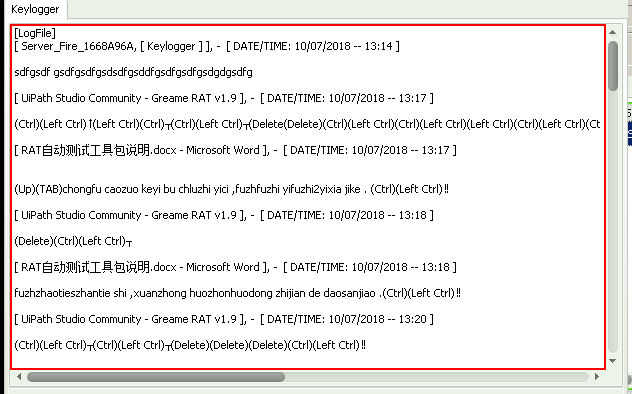 Keylogger
[LogFile]
[ Server_Fire_1668A96A, [ Keylogger ] ], - [ DATE/TIME: 10/07/2018 -- 13:14 ]
sdfgsdf gsdfgsdfgsdsdfgsddfgsdfgsdfgsdgdgsdfg
[ UiPath Studio Community - Greame RAT v1.9 ], - [ DATE/TIME: 10/07/2018 -- 13:17 ]
(Ctrl)(Left Ctrl)↑(Left Ctrl)(Ctrl)┬(Ctrl)(Left Ctrl)┬(Delete(Delete)(Ctrl)(Left Ctrl)(Ctrl)(Left Ctrl)(Ctrl)(Left Ctrl)(Ctrl)(Left Ctrl)(Ct
[ RAT自动测试工具包说明.docx - Microsoft Word ], - [ DATE/TIME: 10/07/2018 -- 13:17 ]
(Up)(TAB)chongfu caozuo keyi bu chluzhi yici ,fuzhfuzhi yifuzhi2yixia jike . (Ctrl)(Left Ctrl)‼
[ UiPath Studio Community - Greame RAT v1.9 ], - [ DATE/TIME: 10/07/2018 -- 13:18 ]
(Delete)(Ctrl)(Left Ctrl)┬
[ RAT自动测试工具包说明.docx - Microsoft Word ], - [ DATE/TIME: 10/07/2018 -- 13:18 ]
fuzhzhaotieszhantie shi ,xuanzhong huozhonhuodong zhijian de daosanjiao .(Ctrl)(Left Ctrl)‼
[ UiPath Studio Community - Greame RAT v1.9 ], - [ DATE/TIME: 10/07/2018 -- 13:20 ]
(Ctrl)(Left Ctrl)┬(Ctrl)(Left Ctrl)┬(Delete)(Delete)(Delete)(Ctrl)(Left Ctrl)‼